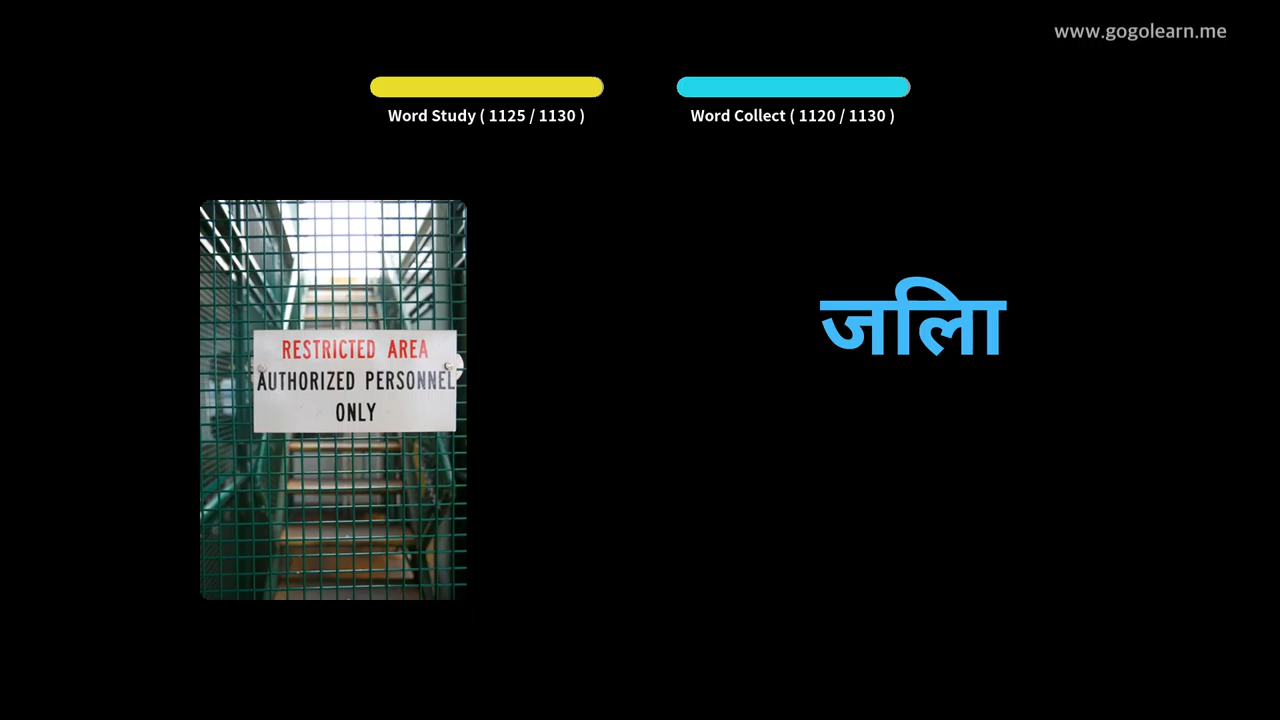 www.gogolearn.me
Word Study ( 1125 / 1130 )
Word Collect ( 1120 / 1130 )
RESTRICTED AREA
AUTHORIZED PERSONNEL
ONLY
जलिा